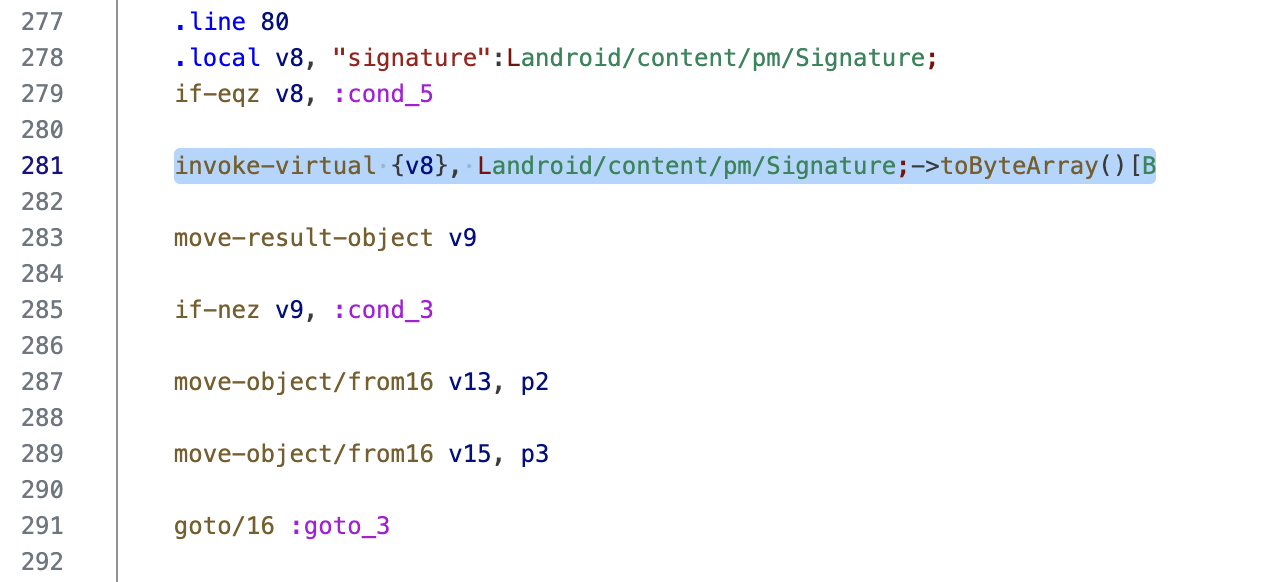 277 .line 80
278 .local v8, "signature":Landroid/content/pm/Signature;
279 if-eqz v8, :cond_5
280
281 invoke-virtual {v8}, Landroid/content/pm/Signature;->toByteArray()[B
282
283 move-result-object v9
284
285 if-nez v9, :cond_3
286
287 move-object/from16 v13, p2
288
289 move-object/from16 v15, p3
290
291 goto/16 :goto_3
292